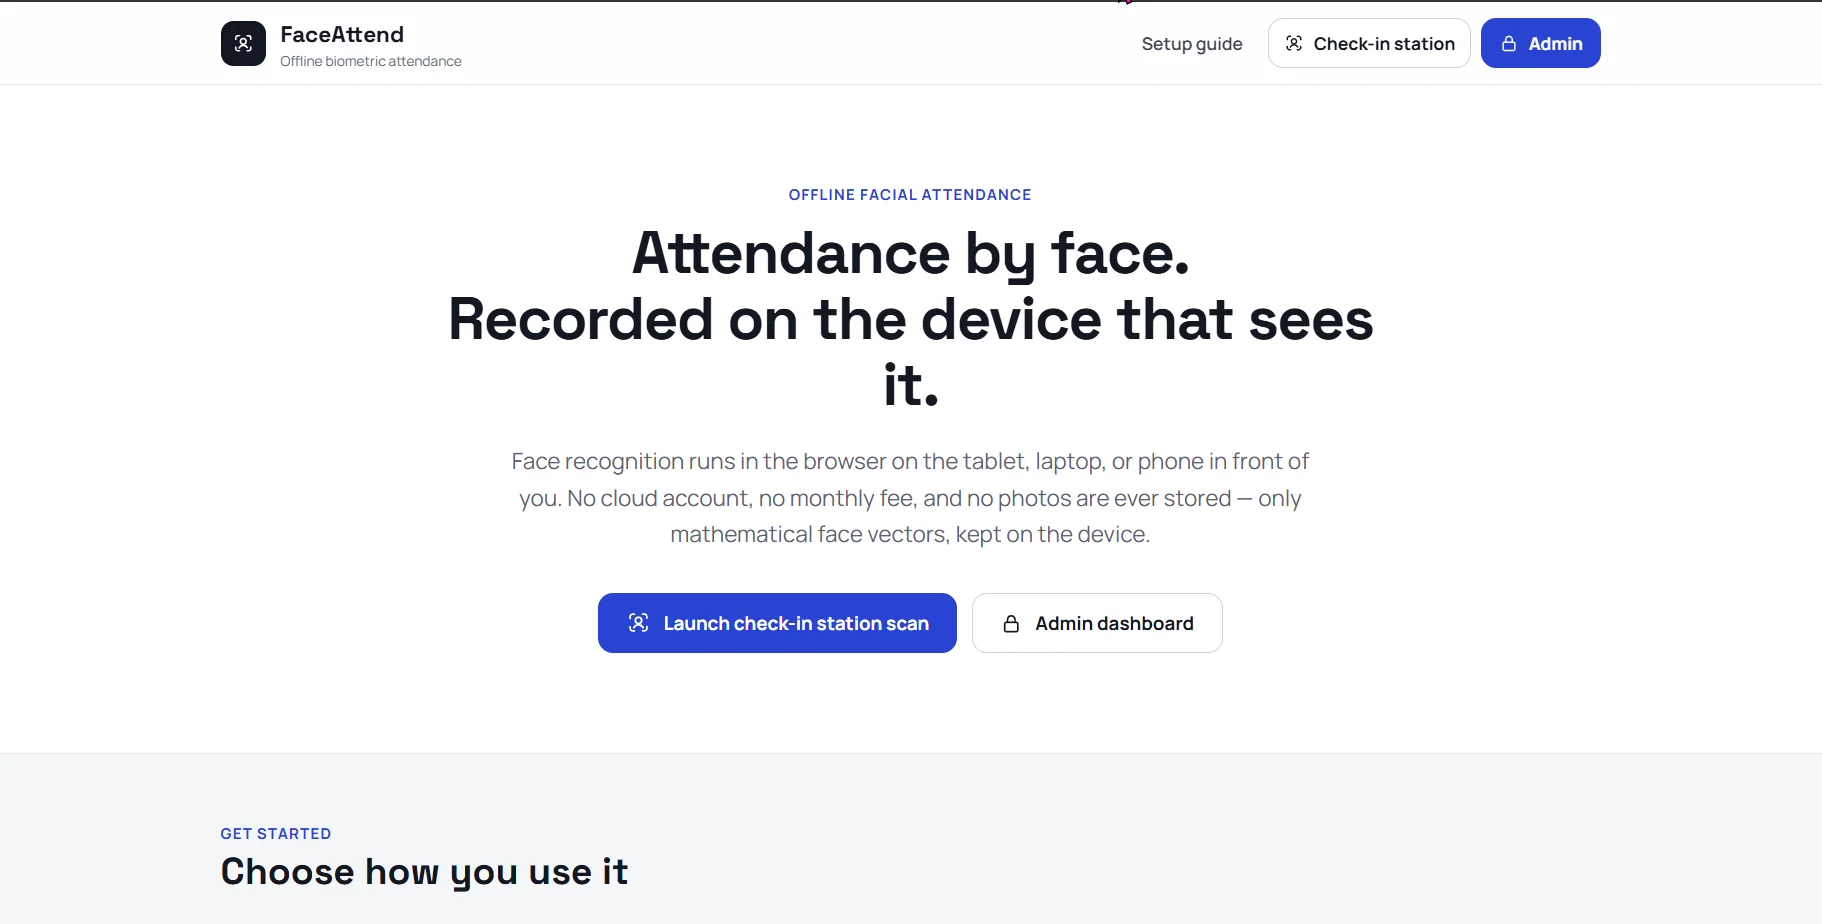 FaceAttend
Offline biometric attendance
Setup guide
Check-in station
Admin
OFFLINE FACIAL ATTENDANCE
Attendance by face.
Recorded on the device that sees
it.
Face recognition runs in the browser on the tablet, laptop, or phone in front of
you. No cloud account, no monthly fee, and no photos are ever stored — only
mathematical face vectors, kept on the device.
Launch check-in station scan
Admin dashboard
GET STARTED
Choose how you use it